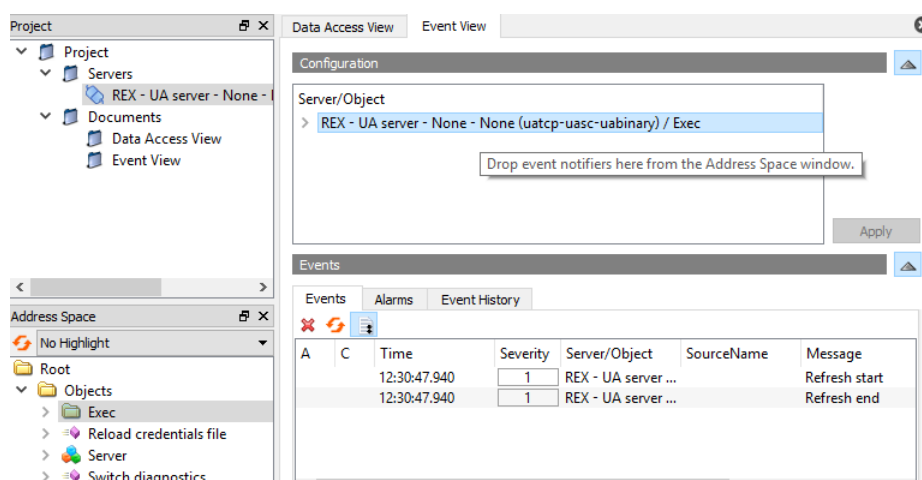 Project
Project
Servers
REX - UA server - None -
Documents
Data Access View
Event View
Address Space
No Highlight
Root
Objects
Exec
Reload credentials file
Server
Switch diagnostics
Data Access View Event View
Configuration
Server/Object
REX - UA server - None - None (uatcp-uasc-uabinary) / Exec
Drop event notifiers here from the Address Space window.
Apply
Events
Events Alarms Event History
A C Time Severity Server/Object SourceName Message
12:30:47.940 1 REX - UA server ... Refresh start
12:30:47.940 1 REX - UA server ... Refresh end